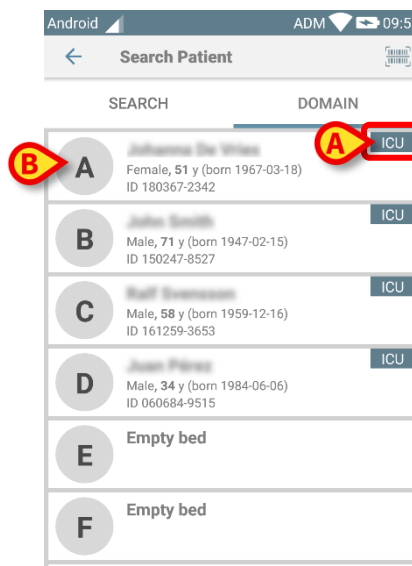 Android ADM 09:5
Search Patient
SEARCH DOMAIN
A ICU
B A
Female, 51 y (born 1967-03-18)
ID 180367-2342
ICU
B
Male, 71 y (born 1947-02-15)
ID 150247-8527
ICU
C
Male, 58 y (born 1959-12-16)
ID 161259-3653
ICU
D
Male, 34 y (born 1984-06-06)
ID 060684-9515
E Empty bed
F Empty bed